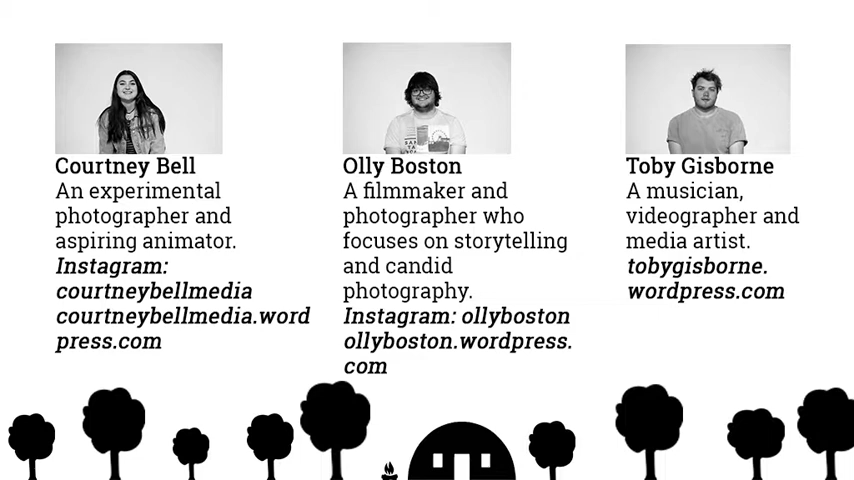 Courtney Bell
An experimental
photographer and
aspiring animator.
Instagram:
courtneybellmedia
courtneybellmedia.word
press.com
Olly Boston
A filmmaker and
photographer who
focuses on storytelling
and candid
photography.
Instagram: ollyboston
ollyboston.wordpress.
com
Toby Gisborne
A musician,
videographer and
media artist.
tobygisborne.
wordpress.com